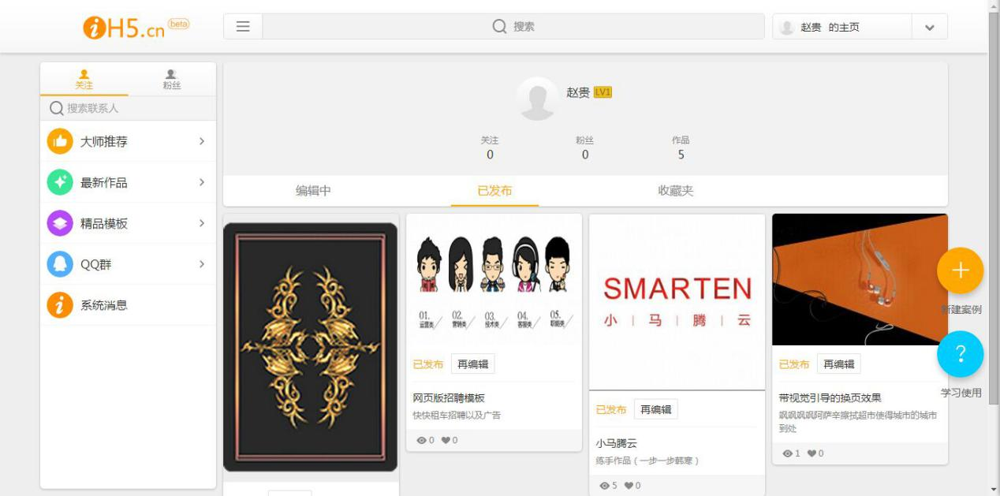 iH5.cn beta
搜索
赵贵 的主页
关注
粉丝
搜索联系人
大师推荐
最新作品
精品模板
QQ群
系统消息
赵贵 LV1
关注
粉丝
作品
0
0
5
编辑中
已发布
收藏夹
01.
02.
03.
04.
05.
运营类
营销类
技术类
客服类
职能类
已发布 再编辑
网页版招聘模板
快快租车招聘以及广告
0 0
SMARTEN
小 | 马 | 腾 | 云
已发布 再编辑
小马腾云
练手作品（一步一步韩寒）
5 0
已发布 再编辑
带视觉引导的换页效果
飒飒飒飒阿萨辛擦拭超市使得城市的城市
到处
1 0
新建案例
?
学习使用